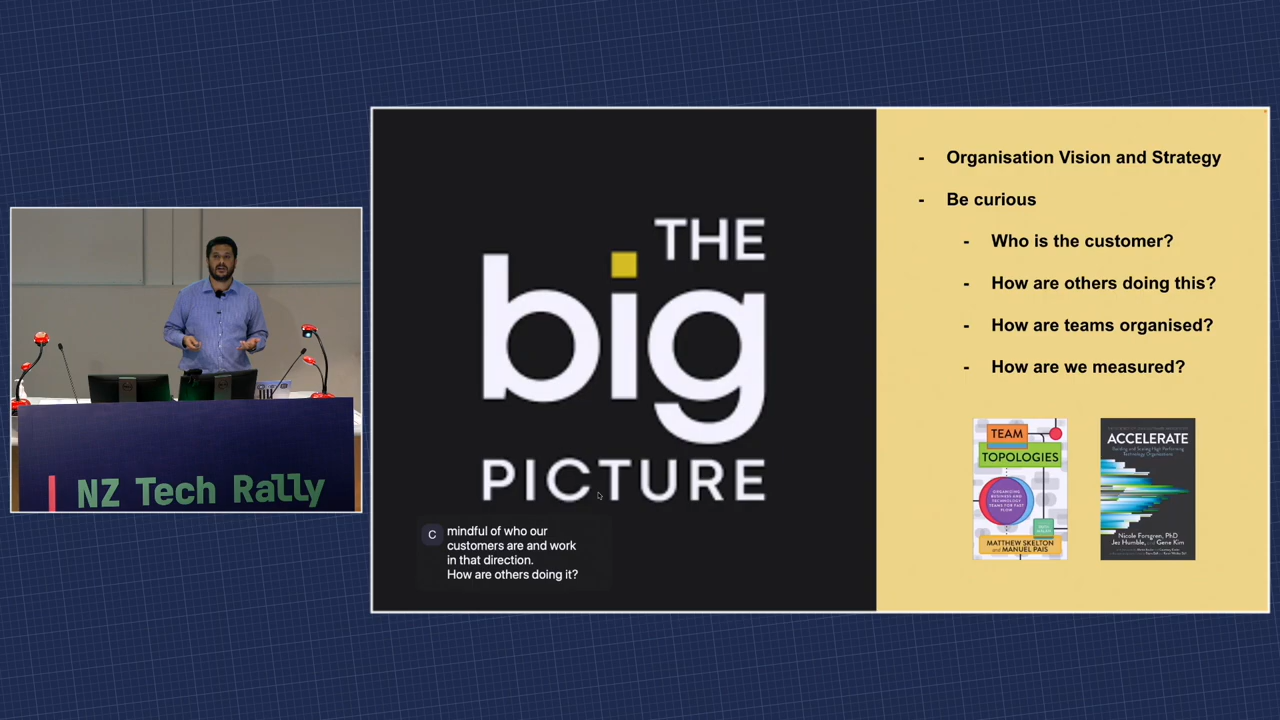 NZ Tech Rally
THE
big
PICTURE
C
mindful of who our
customers are and work
in that direction.
How are others doing it?
- Organisation Vision and Strategy
- Be curious
- Who is the customer?
- How are others doing this?
- How are teams organised?
- How are we measured?
TEAM
TOPOLOGIES
ORGANIZING
BUSINESS AND
TECHNOLOGY
TEAMS FOR FAST
FLOW
MATTHEW SKELTON
and MANUEL PAIS
ACCELERATE
Building and Scaling High Performing
Technology Organizations
Nicole Forsgren, PhD
Jez Humble, and Gene Kim